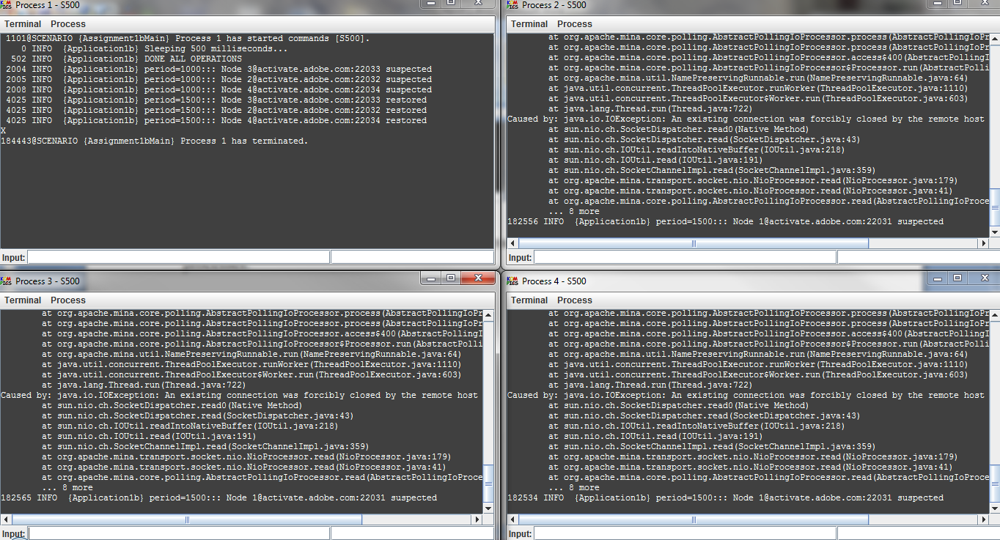 Process 1 - S500
Terminal Process
1101@SCENARIO {Assignment1bMain} Process 1 has started commands [S500].
0 INFO {Application1b} Sleeping 500 milliseconds...
502 INFO {Application1b} DONE ALL OPERATIONS
2004 INFO {Application1b} period=1000::: Node 3@activate.adobe.com:22033 suspected
2005 INFO {Application1b} period=1000::: Node 2@activate.adobe.com:22032 suspected
2008 INFO {Application1b} period=1000::: Node 4@activate.adobe.com:22034 suspected
4025 INFO {Application1b} period=1500::: Node 3@activate.adobe.com:22033 restored
4025 INFO {Application1b} period=1500::: Node 2@activate.adobe.com:22032 restored
4025 INFO {Application1b} period=1500::: Node 4@activate.adobe.com:22034 restored
X
184443@SCENARIO {Assignment1bMain} Process 1 has terminated.
Input:
Process 2 - S500
Terminal Process
at org.apache.mina.core.polling.AbstractPollingIoProcessor.process(AbstractPollingIoPr
at org.apache.mina.core.polling.AbstractPollingIoProcessor.process(AbstractPollingIoPr
at org.apache.mina.core.polling.AbstractPollingIoProcessor.access$400(AbstractPollingI
at org.apache.mina.core.polling.AbstractPollingIoProcessor$Processor.run(AbstractPolli
at org.apache.mina.util.NamePreservingRunnable.run(NamePreservingRunnable.java:64)
at java.util.concurrent.ThreadPoolExecutor.runWorker(ThreadPoolExecutor.java:1110)
at java.util.concurrent.ThreadPoolExecutor$Worker.run(ThreadPoolExecutor.java:603)
at java.lang.Thread.run(Thread.java:722)
Caused by: java.io.IOException: An existing connection was forcibly closed by the remote host
at sun.nio.ch.SocketDispatcher.read0(Native Method)
at sun.nio.ch.SocketDispatcher.read(SocketDispatcher.java:43)
at sun.nio.ch.IOUtil.readIntoNativeBuffer(IOUtil.java:218)
at sun.nio.ch.IOUtil.read(IOUtil.java:191)
at sun.nio.ch.SocketChannelImpl.read(SocketChannelImpl.java:359)
at org.apache.mina.transport.socket.nio.NioProcessor.read(NioProcessor.java:179)
at org.apache.mina.transport.socket.nio.NioProcessor.read(NioProcessor.java:41)
at org.apache.mina.core.polling.AbstractPollingIoProcessor.read(AbstractPollingIoProce
... 8 more
182556 INFO {Application1b} period=1500::: Node 1@activate.adobe.com:22031 suspected
Input:
Process 3 - S500
Terminal Process
at org.apache.mina.core.polling.AbstractPollingIoProcessor.process(AbstractPollingIoPr
at org.apache.mina.core.polling.AbstractPollingIoProcessor.process(AbstractPollingIoPr
at org.apache.mina.core.polling.AbstractPollingIoProcessor.access$400(AbstractPollingI
at org.apache.mina.core.polling.AbstractPollingIoProcessor$Processor.run(AbstractPolli
at org.apache.mina.util.NamePreservingRunnable.run(NamePreservingRunnable.java:64)
at java.util.concurrent.ThreadPoolExecutor.runWorker(ThreadPoolExecutor.java:1110)
at java.util.concurrent.ThreadPoolExecutor$Worker.run(ThreadPoolExecutor.java:603)
at java.lang.Thread.run(Thread.java:722)
Caused by: java.io.IOException: An existing connection was forcibly closed by the remote host
at sun.nio.ch.SocketDispatcher.read0(Native Method)
at sun.nio.ch.SocketDispatcher.read(SocketDispatcher.java:43)
at sun.nio.ch.IOUtil.readIntoNativeBuffer(IOUtil.java:218)
at sun.nio.ch.IOUtil.read(IOUtil.java:191)
at sun.nio.ch.SocketChannelImpl.read(SocketChannelImpl.java:359)
at org.apache.mina.transport.socket.nio.NioProcessor.read(NioProcessor.java:179)
at org.apache.mina.transport.socket.nio.NioProcessor.read(NioProcessor.java:41)
at org.apache.mina.core.polling.AbstractPollingIoProcessor.read(AbstractPollingIoProce
... 8 more
182565 INFO {Application1b} period=1500::: Node 1@activate.adobe.com:22031 suspected
Input:
Process 4 - S500
Terminal Process
at org.apache.mina.core.polling.AbstractPollingIoProcessor.process(AbstractPollingIoPr
at org.apache.mina.core.polling.AbstractPollingIoProcessor.process(AbstractPollingIoPr
at org.apache.mina.core.polling.AbstractPollingIoProcessor.access$400(AbstractPollingI
at org.apache.mina.core.polling.AbstractPollingIoProcessor$Processor.run(AbstractPolli
at org.apache.mina.util.NamePreservingRunnable.run(NamePreservingRunnable.java:64)
at java.util.concurrent.ThreadPoolExecutor.runWorker(ThreadPoolExecutor.java:1110)
at java.util.concurrent.ThreadPoolExecutor$Worker.run(ThreadPoolExecutor.java:603)
at java.lang.Thread.run(Thread.java:722)
Caused by: java.io.IOException: An existing connection was forcibly closed by the remote host
at sun.nio.ch.SocketDispatcher.read0(Native Method)
at sun.nio.ch.SocketDispatcher.read(SocketDispatcher.java:43)
at sun.nio.ch.IOUtil.readIntoNativeBuffer(IOUtil.java:218)
at sun.nio.ch.IOUtil.read(IOUtil.java:191)
at sun.nio.ch.SocketChannelImpl.read(SocketChannelImpl.java:359)
at org.apache.mina.transport.socket.nio.NioProcessor.read(NioProcessor.java:179)
at org.apache.mina.transport.socket.nio.NioProcessor.read(NioProcessor.java:41)
at org.apache.mina.core.polling.AbstractPollingIoProcessor.read(AbstractPollingIoProce
... 8 more
182534 INFO {Application1b} period=1500::: Node 1@activate.adobe.com:22031 suspected
Input: